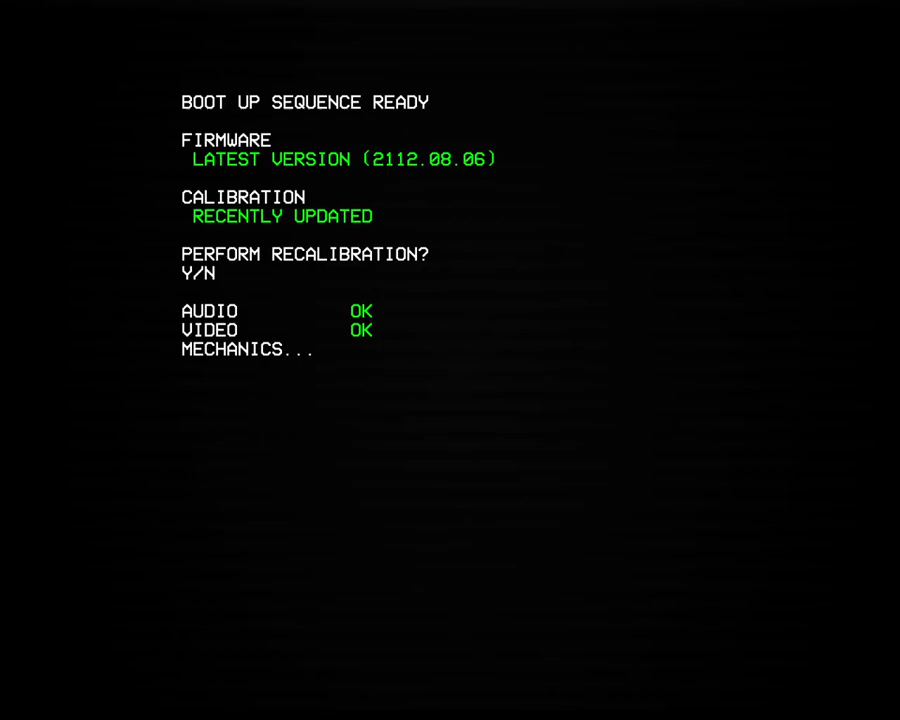 BOOT UP SEQUENCE READY
FIRMWARE
LATEST VERSION (2112.08.06)
CALIBRATION
RECENTLY UPDATED
PERFORM RECALIBRATION?
Y/N
AUDIO OK
VIDEO OK
MECHANICS...